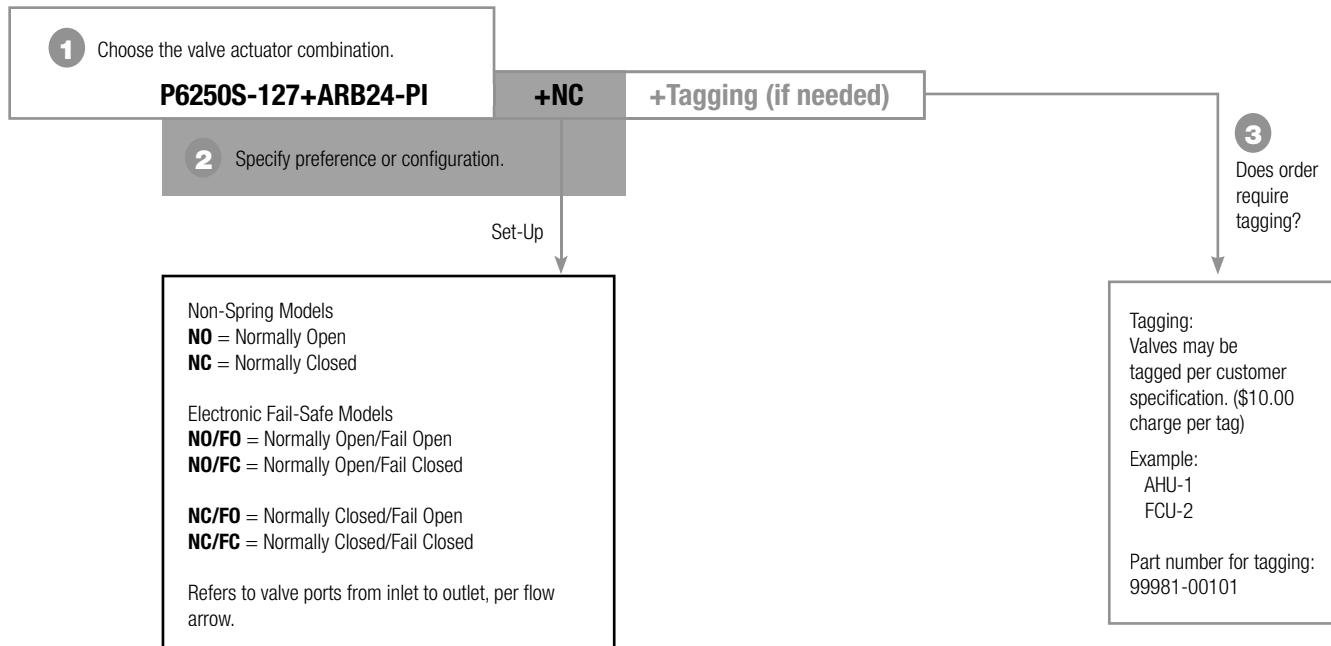 1 Choose the valve actuator combination.
P6250S-127+ARB24-PI +NC +Tagging (if needed)
2 Specify preference or configuration.
Set-Up
Non-Spring Models
NO = Normally Open
NC = Normally Closed
Electronic Fail-Safe Models
NO/FO = Normally Open/Fail Open
NO/FC = Normally Open/Fail Closed
NC/FO = Normally Closed/Fail Open
NC/FC = Normally Closed/Fail Closed
Refers to valve ports from inlet to outlet, per flow
arrow.
3
Does order
require
tagging?
Tagging:
Valves may be
tagged per customer
specification. ($10.00
charge per tag)
Example:
AHU-1
FCU-2
Part number for tagging:
99981-00101